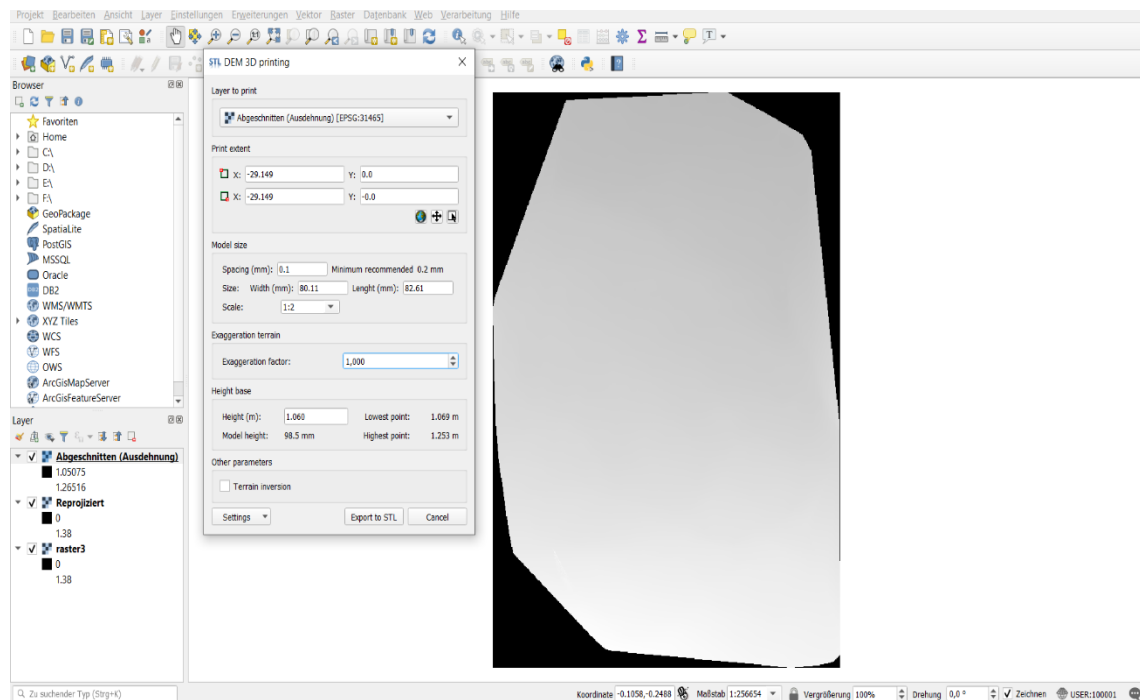 Projekt Bearbeiten Ansicht Layer Einstellungen Erweiterungen Vektor Raster Datenbank Web Verarbeitung Hilfe
STL DEM 3D printing
Layer to print
Abgeschnitten (Ausdehnung) [EPSG:31465]
Print extent
X: -29.149 Y: 0.0
X: -29.149 Y: -0.0
Model size
Spacing (mm): 0.1 Minimum recommended 0.2 mm
Size: Width (mm): 80.11 Lenght (mm): 82.61
Scale: 1:2
Exaggeration terrain
Exaggeration factor: 1,000
Height base
Height (m): 1.060 Lowest point: 1.069 m
Model height: 98.5 mm Highest point: 1.253 m
Other parameters
Terrain inversion
Settings Export to STL Cancel
Browser
Favoriten
Home
C:\
D:\
E:\
F:\
GeoPackage
SpatiaLite
PostGIS
MSSQL
Oracle
DB2
WMS/WMTS
XYZ Tiles
WCS
WFS
OWS
ArcGisMapServer
ArcGisFeatureServer
Layer
Abgeschnitten (Ausdehnung)
1.05075
1.26516
Reprojiziert
0
1.38
raster3
0
1.38
Zu suchender Typ (Strg+K)
Koordinate -0.1058,-0.2488 Maßstab 1:256654 Vergrößerung 100% Drehung 0,0 ° Zeichnen USER:100001